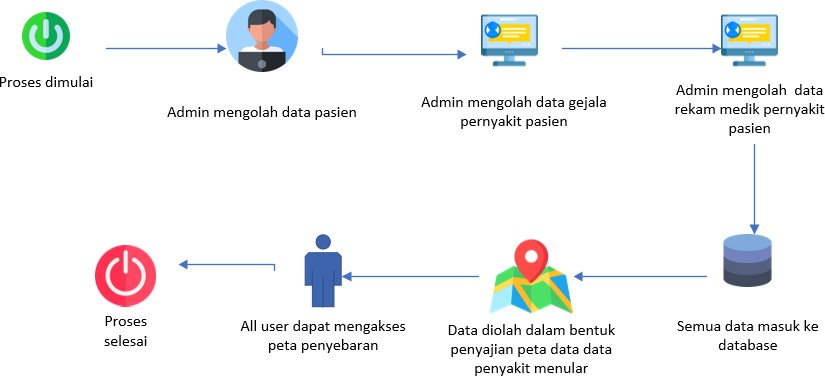 Proses dimulai
Admin mengolah data pasien
Admin mengolah data gejala
pernyakit pasien
Admin mengolah data
rekam medik pernyakit
pasien
Proses
selesai
All user dapat mengakses
peta penyebaran
Data diolah dalam bentuk
penyajian peta data data
penyakit menular
Semua data masuk ke
database